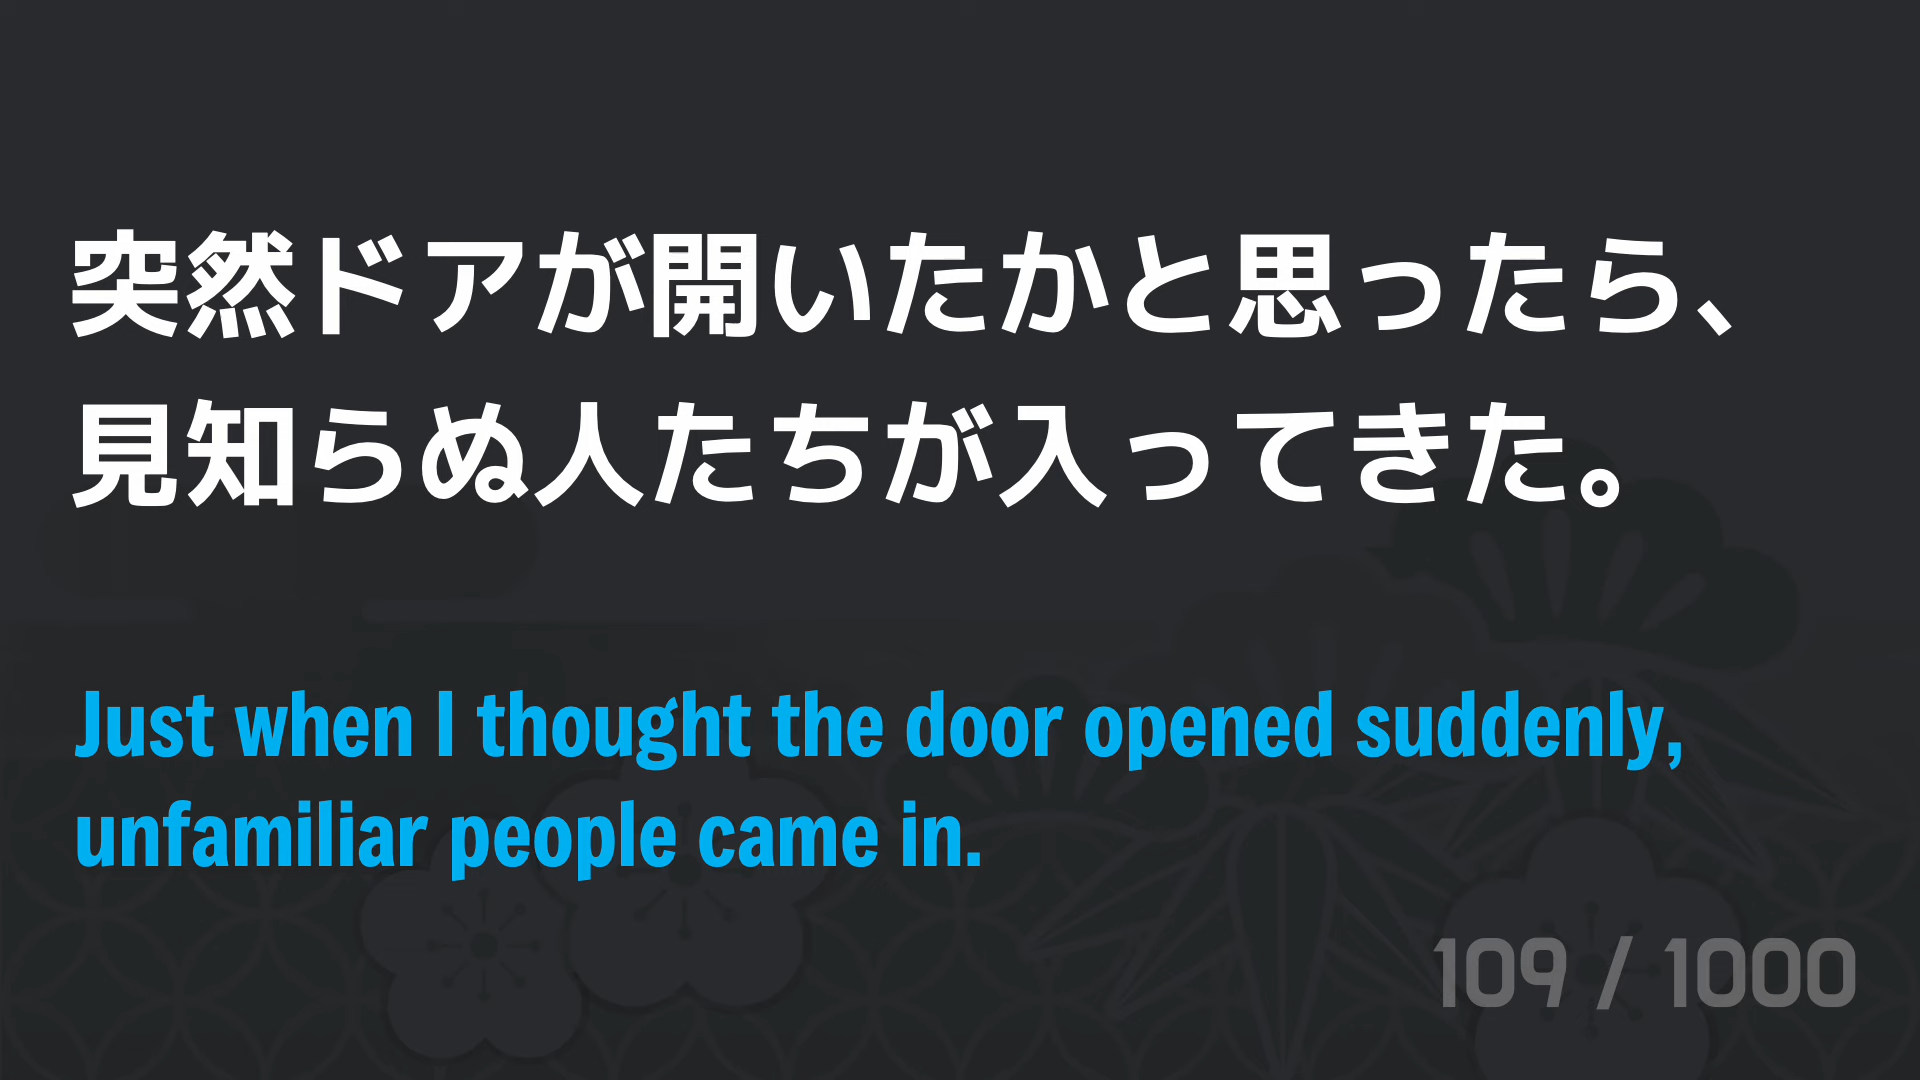 突然ドアが開いたかと思ったら、
見知らぬ人たちが入ってきた。
Just when I thought the door opened suddenly,
unfamiliar people came in.
109 / 1000